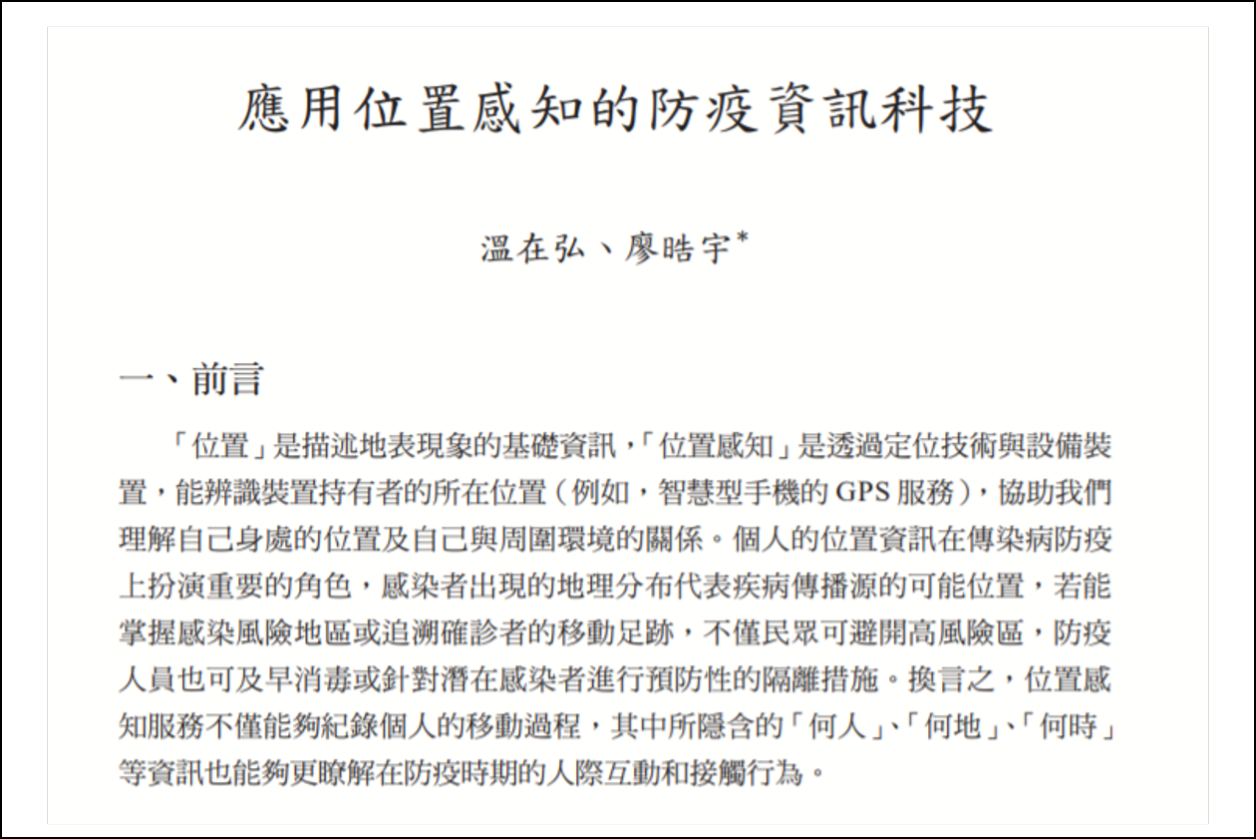 應用位置感知的防疫資訊科技
溫在弘、廖晧宇*
一、前言
「位置」是描述地表現象的基礎資訊，「位置感知」是透過定位技術與設備裝
置，能辨識裝置持有者的所在位置（例如，智慧型手機的 GPS 服務），協助我們
理解自己身處的位置及自己與周圍環境的關係。個人的位置資訊在傳染病防疫
上扮演重要的角色，感染者出現的地理分布代表疾病傳播源的可能位置，若能
掌握感染風險地區或追溯確診者的移動足跡，不僅民眾可避開高風險區，防疫
人員也可及早消毒或針對潛在感染者進行預防性的隔離措施。換言之，位置感
知服務不僅能夠紀錄個人的移動過程，其中所隱含的「何人」、「何地」、「何時」
等資訊也能夠更瞭解在防疫時期的人際互動和接觸行為。